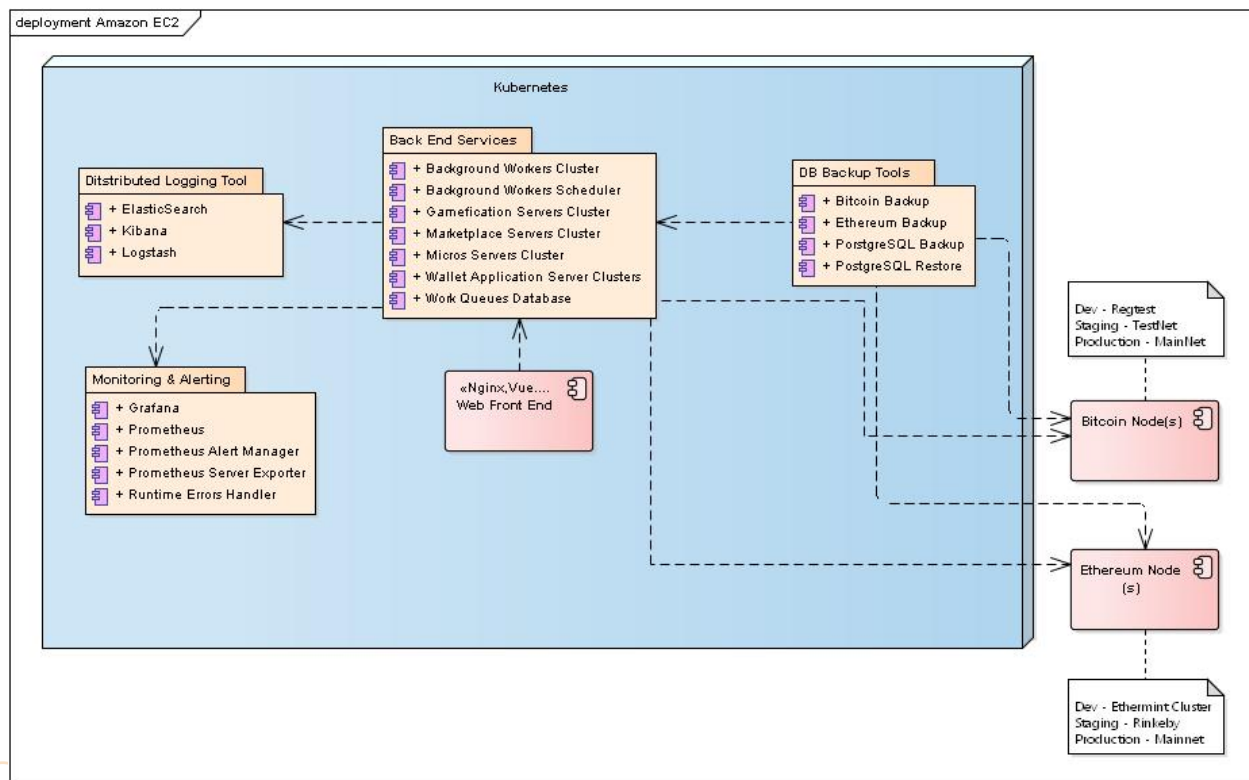 deployment Amazon EC2
Kubernetes
Back End Services
+ Background Workers Cluster
+ Background Workers Scheduler
+ Gamefication Servers Cluster
+ Marketplace Servers Cluster
+ Micros Servers Cluster
+ Wallet Application Server Clusters
+ Work Queues Database
Ditstributed Logging Tool
+ ElasticSearch
+ Kibana
+ Logstash
DB Backup Tools
+ Bitcoin Backup
+ Ethereum Backup
+ PorstgreSQL Backup
+ PostgreSQL Restore
Monitoring & Alerting
+ Grafana
+ Prometheus
+ Prometheus Alert Manager
+ Prometheus Server Exporter
+ Runtime Errors Handler
«Nginx,Vue....
Web Front End
Dev - Regtest
Staging - TestNet
Production - MainNet
Bitcoin Node(s)
Ethereum Node
(s)
Dev - Ethermint Cluster
Staging - Rinkeby
Production - Mainnet